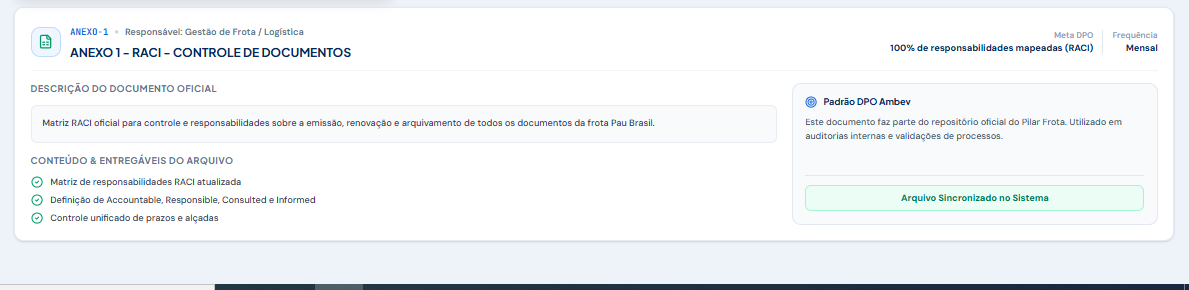 ANEXO-1 • Responsável: Gestão de Frota / Logística
ANEXO 1 - RACI - CONTROLE DE DOCUMENTOS
Meta DPO
100% de responsabilidades mapeadas (RACI)
Frequência
Mensal
DESCRIÇÃO DO DOCUMENTO OFICIAL
Matriz RACI oficial para controle e responsabilidades sobre a emissão, renovação e arquivamento de todos os documentos da frota Pau Brasil.
CONTEÚDO & ENTREGÁVEIS DO ARQUIVO
Matriz de responsabilidades RACI atualizada
Definição de Accountable, Responsible, Consulted e Informed
Controle unificado de prazos e alçadas
Padrão DPO Ambev
Este documento faz parte do repositório oficial do Pilar Frota. Utilizado em
auditorias internas e validações de processos.
Arquivo Sincronizado no Sistema